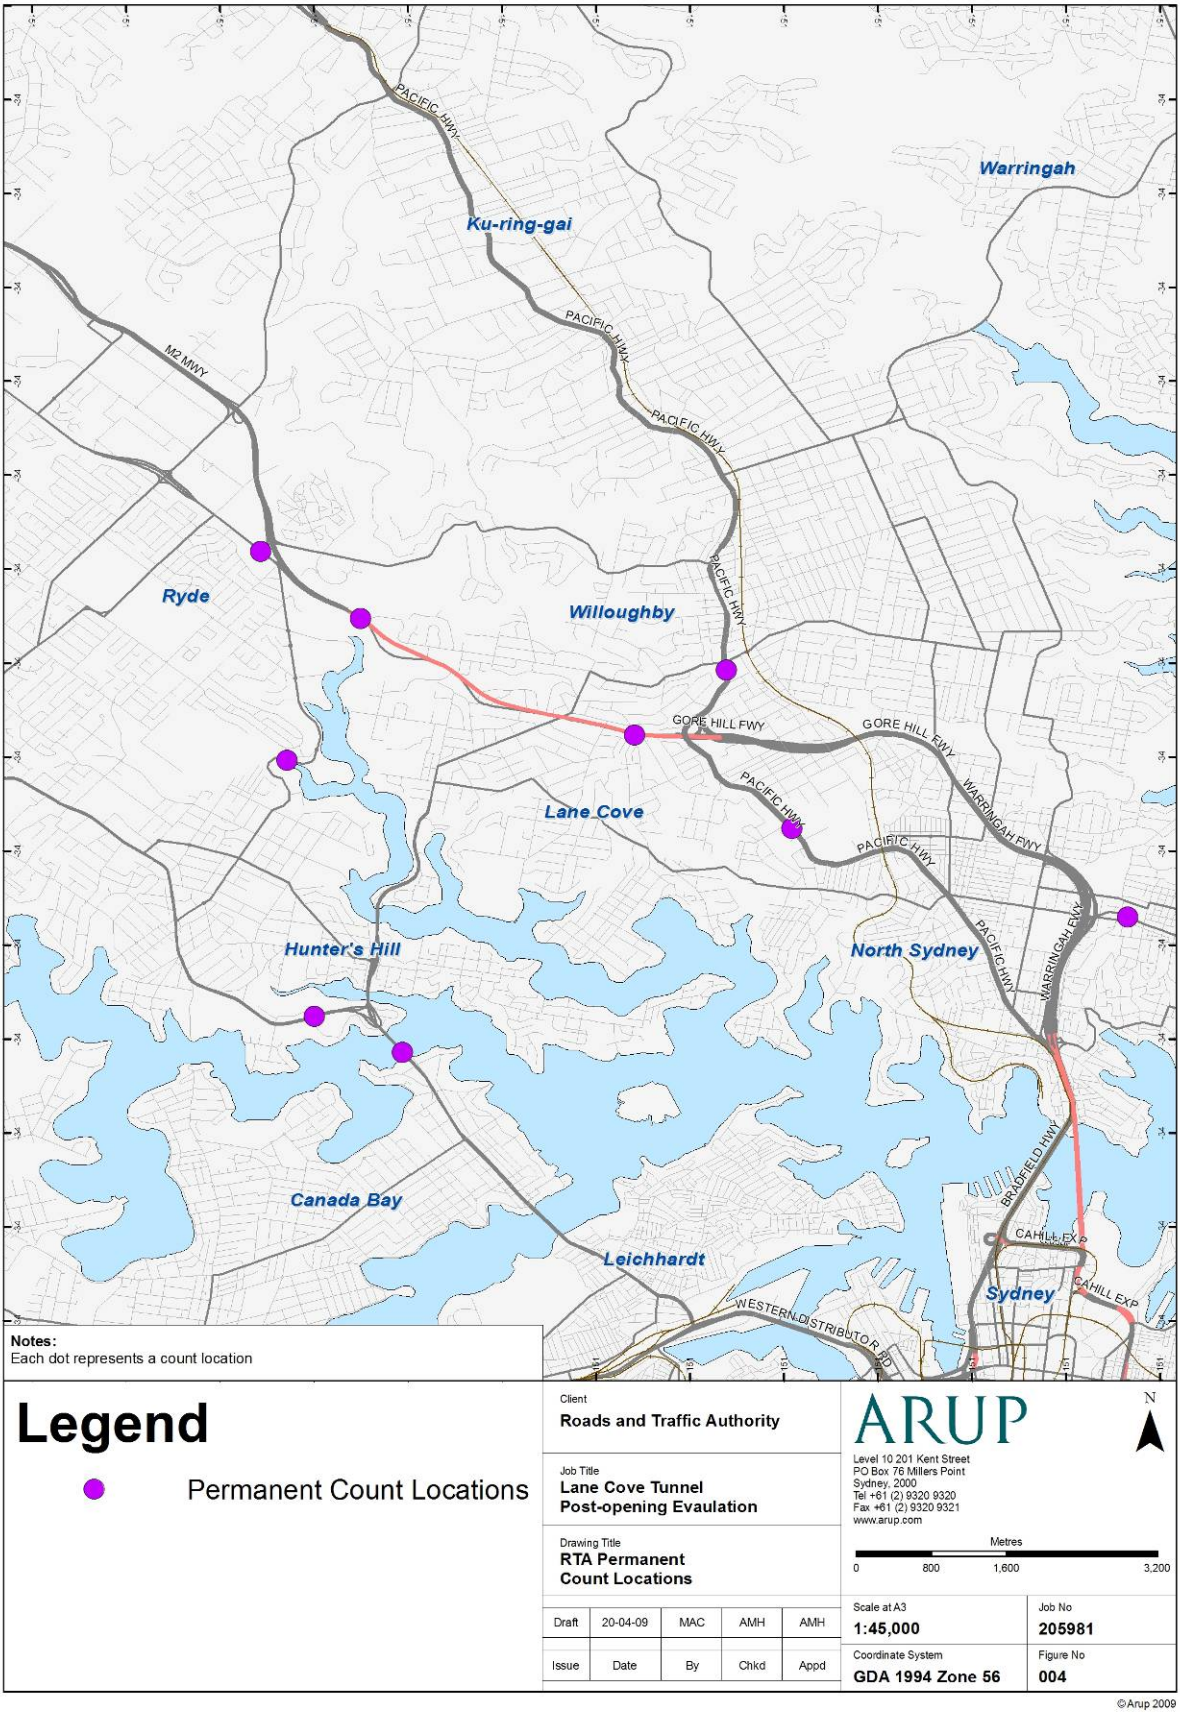 PACIFIC HWY
Warringah
Ku-ring-gai
PACIFIC HWY
M2 MWY
PACIFIC HWY
PACIFIC HWY
Ryde
Willoughby
GORE HILL FWY
GORE HILL FWY
PACIFIC HWY
WARRINGAH FWY
Lane Cove
PACIFIC HWY
Hunter's Hill
North Sydney
PACIFIC HWY
WARRINGAH FWY
BRADFIELD HWY
Canada Bay
CAHILL EXP
Leichhardt
Sydney
CAHILL EXP
WESTERN DISTRIBUTOR RD
Notes:
Each dot represents a count location
Legend
Permanent Count Locations
Client
Roads and Traffic Authority
Job Title
Lane Cove Tunnel
Post-opening Evaulation
Drawing Title
RTA Permanent
Count Locations
Draft 20-04-09 MAC AMH AMH
Issue Date By Chkd Appd
ARUP
N
Level 10 201 Kent Street
PO Box 76 Millers Point
Sydney, 2000
Tel +61 (2) 9320 9320
Fax +61 (2) 9320 9321
www.arup.com
Metres
0 800 1,600 3,200
Scale at A3
1:45,000
Job No
205981
Coordinate System
GDA 1994 Zone 56
Figure No
004
© Arup 2009